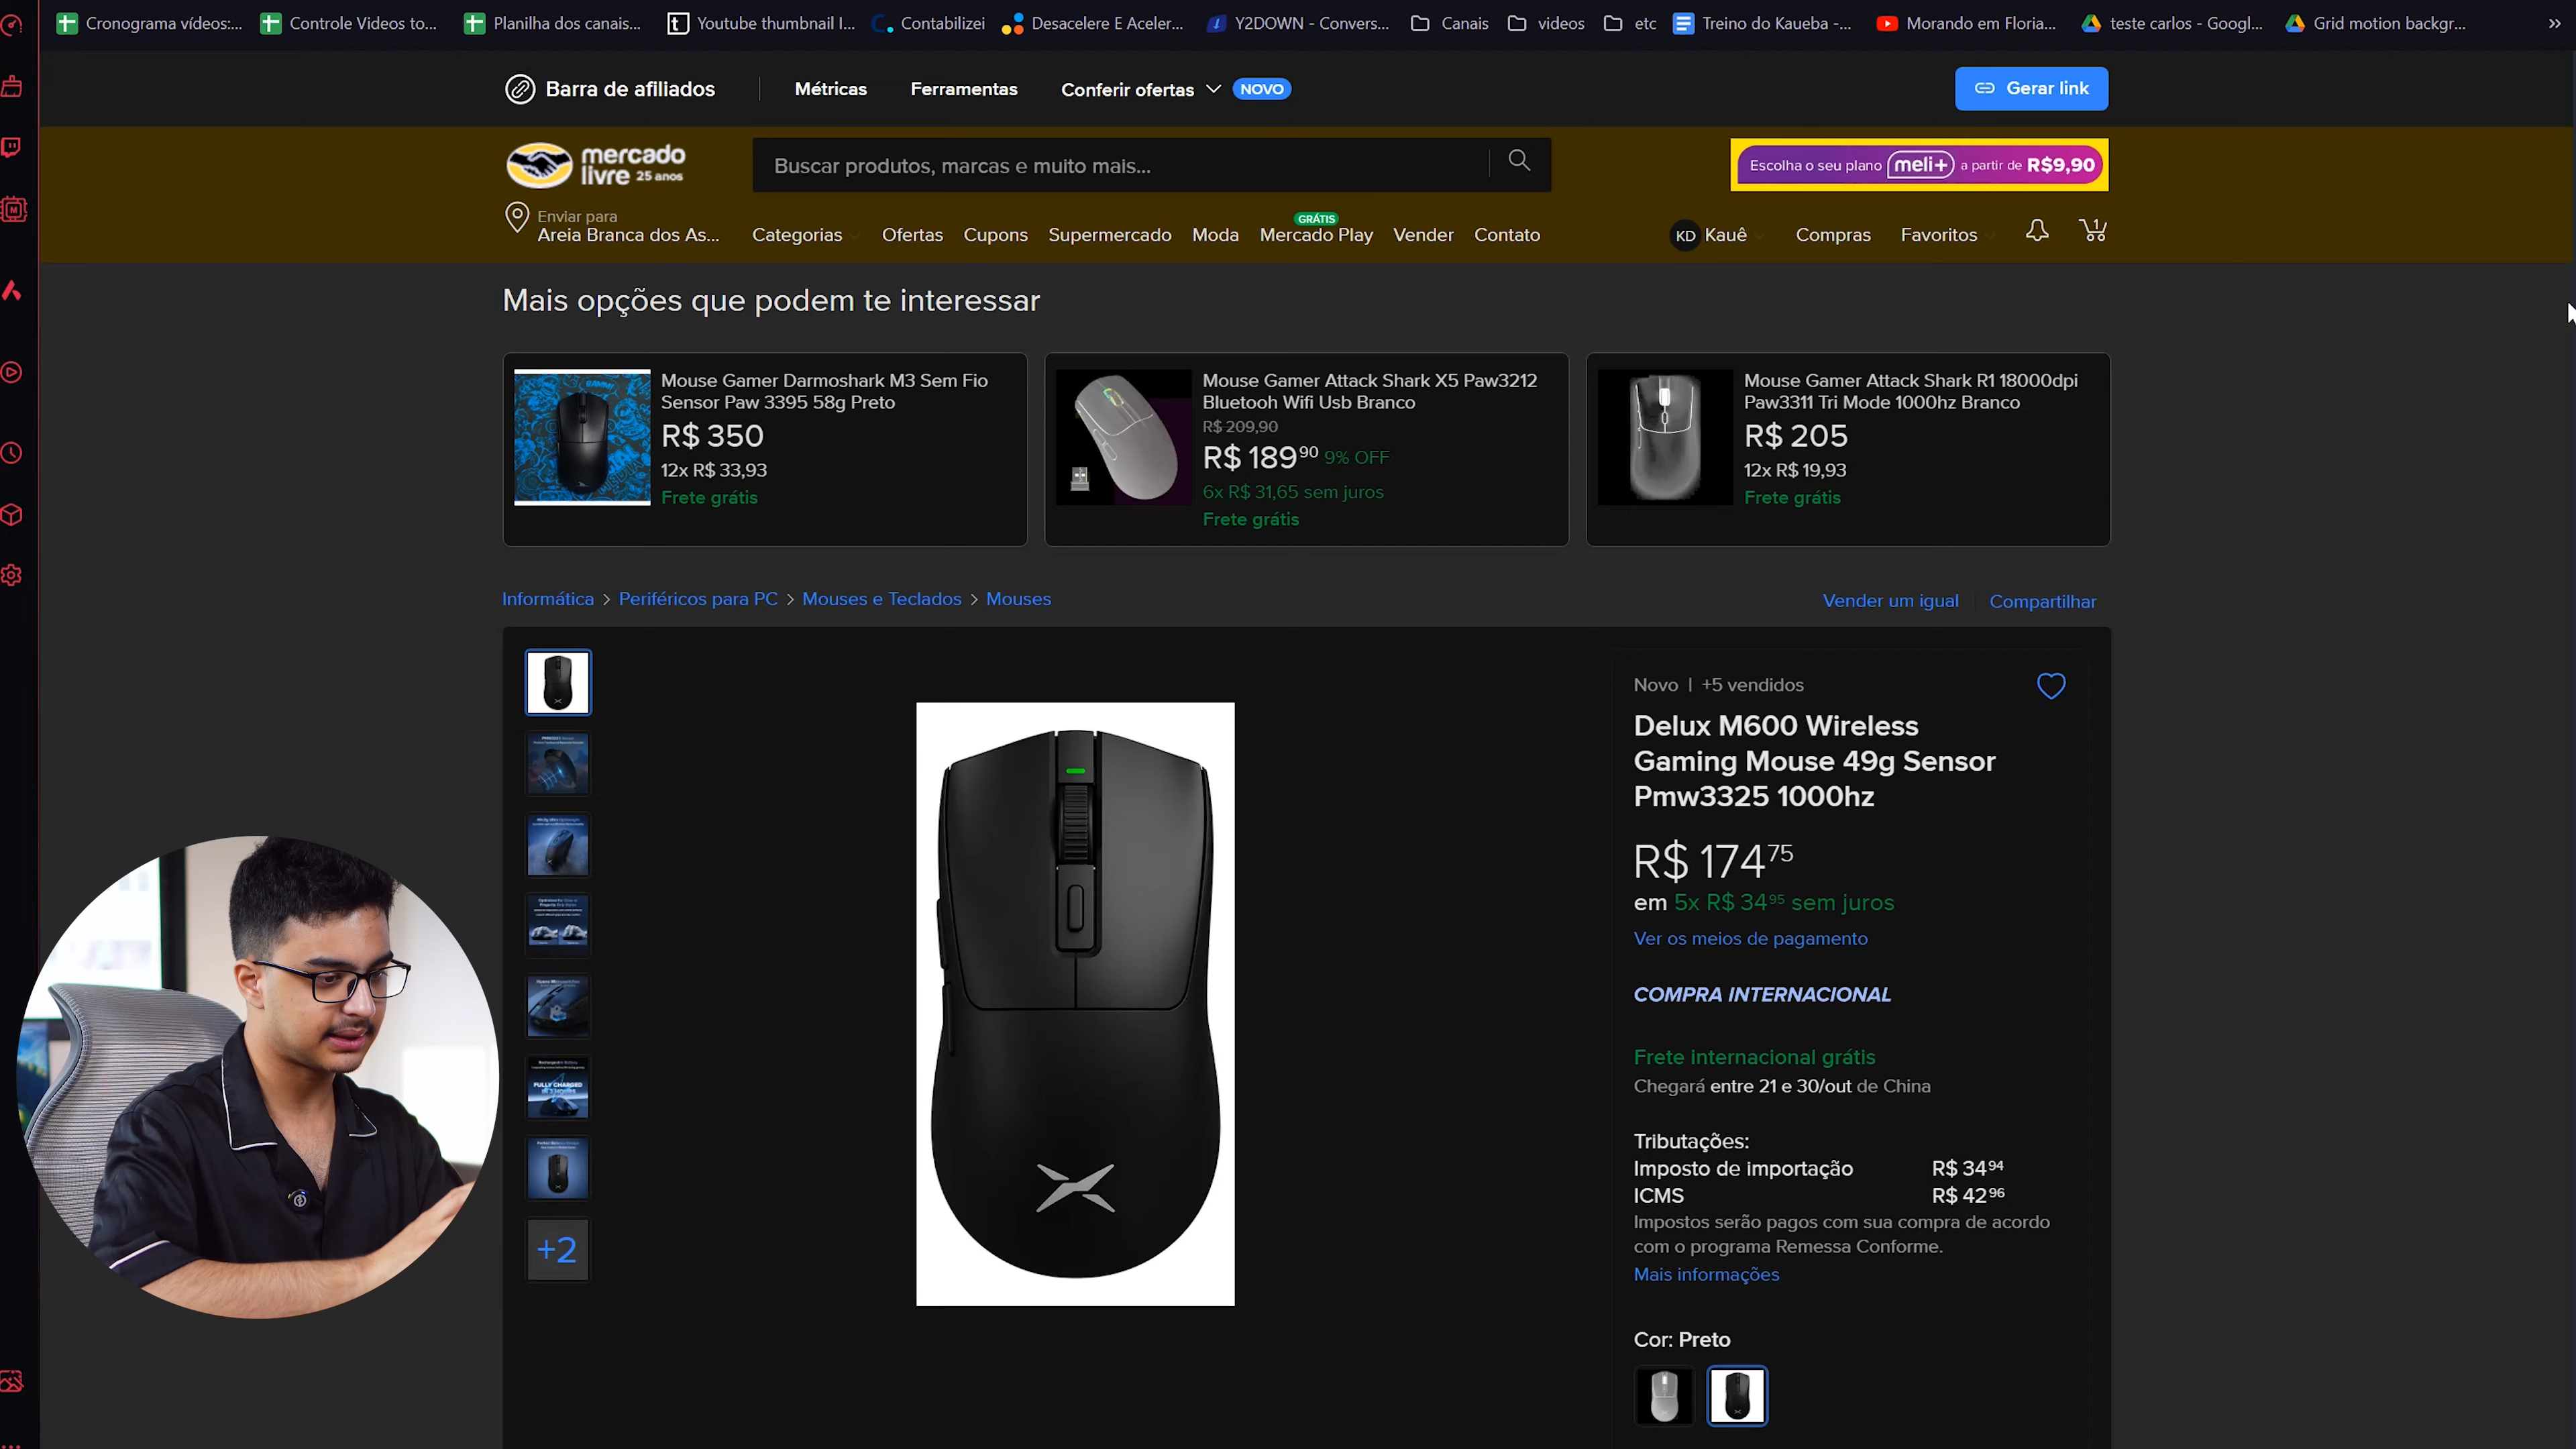 Cronograma vídeos:...
Controle Videos to...
Planilha dos canais...
Youtube thumbnail I...
Contabilizei
Desacelere E Aceler...
Y2DOWN - Convers...
Canais
videos
etc
Treino do Kaueba -...
Morando em Floria...
teste carlos - Googl...
Grid motion backgr...
Barra de afiliados
Métricas
Ferramentas
Conferir ofertas
NOVO
Gerar link
mercado
livre 25 anos
Buscar produtos, marcas e muito mais...
Escolha o seu plano meli+ a partir de R$9,90
Enviar para
Areia Branca dos As...
Categorias
Ofertas
Cupons
Supermercado
Moda
GRÁTIS
Mercado Play
Vender
Contato
KD
Kauê
Compras
Favoritos
1
Mais opções que podem te interessar
Mouse Gamer Darmoshark M3 Sem Fio
Sensor Paw 3395 58g Preto
R$ 350
12x R$ 33,93
Frete grátis
Mouse Gamer Attack Shark X5 Paw3212
Bluetooh Wifi Usb Branco
R$ 209,90
R$ 189 90 9% OFF
6x R$ 31,65 sem juros
Frete grátis
Mouse Gamer Attack Shark R1 18000dpi
Paw3311 Tri Mode 1000hz Branco
R$ 205
12x R$ 19,93
Frete grátis
Informática > Periféricos para PC > Mouses e Teclados > Mouses
Vender um igual
Compartilhar
Novo | +5 vendidos
Delux M600 Wireless
Gaming Mouse 49g Sensor
Pmw3325 1000hz
R$ 174 75
em 5x R$ 34 95 sem juros
Ver os meios de pagamento
COMPRA INTERNACIONAL
Frete internacional grátis
Chegará entre 21 e 30/out de China
Tributações:
Imposto de importação R$ 34 94
ICMS R$ 42 96
Impostos serão pagos com sua compra de acordo
com o programa Remessa Conforme.
Mais informações
Cor: Preto
FULLY CHARGED
+2